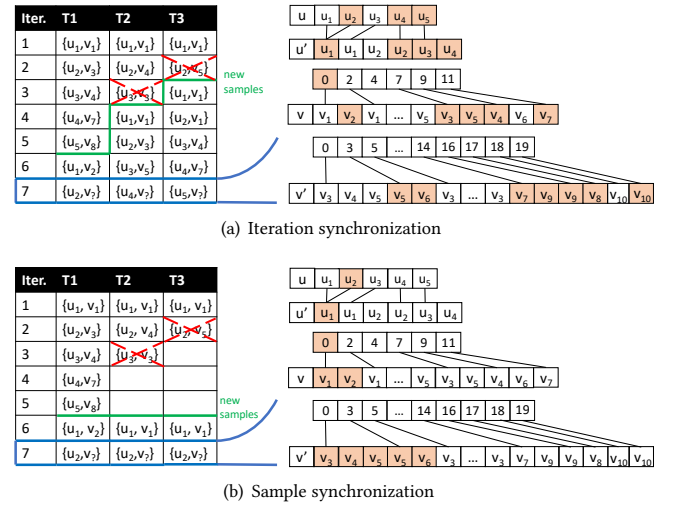 Iter. T1 T2 T3
1 {u1,v1} {u1,v1} {u1,v1}
2 {u2,v3} {u2,v4} {u2,v5}
3 {u3,v4} {u3,v3} {u1,v1}
4 {u4,v7} {u1,v1} {u2,v1}
5 {u5,v8} {u2,v3} {u3,v4}
6 {u1,v2} {u3,v5} {u4,v3}
7 {u2,v?} {u4,v?} {u5,v?}
new
samples
u u1 u2 u3 u4 u5
u' u1 u1 u2 u2 u3 u4
0 2 4 7 9 11
v v1 v2 v1 ... v5 v3 v5 v4 v6 v7
0 3 5 ... 14 16 17 18 19
v' v3 v4 v5 v5 v6 v3 ... v3 v7 v9 v9 v8 v10 v10
(a) Iteration synchronization
Iter. T1 T2 T3
1 {u1, v1} {u1, v1} {u1, v1}
2 {u2,v3} {u2, v4} {u2,v5}
3 {u3,v4} {u3,v3}
4 {u4,v7}
5 {u5,v8}
new
samples
6 {u1, v2} {u1, v1} {u1, v1}
7 {u2,v?} {u2,v?} {u2,v?}
u u1 u2 u3 u4 u5
u' u1 u1 u2 u2 u3 u4
0 2 4 7 9 11
v v1 v2 v1 ... v5 v3 v5 v4 v6 v7
0 3 5 ... 14 16 17 18 19
v' v3 v4 v5 v5 v6 v3 ... v3 v7 v9 v9 v8 v10 v10
(b) Sample synchronization